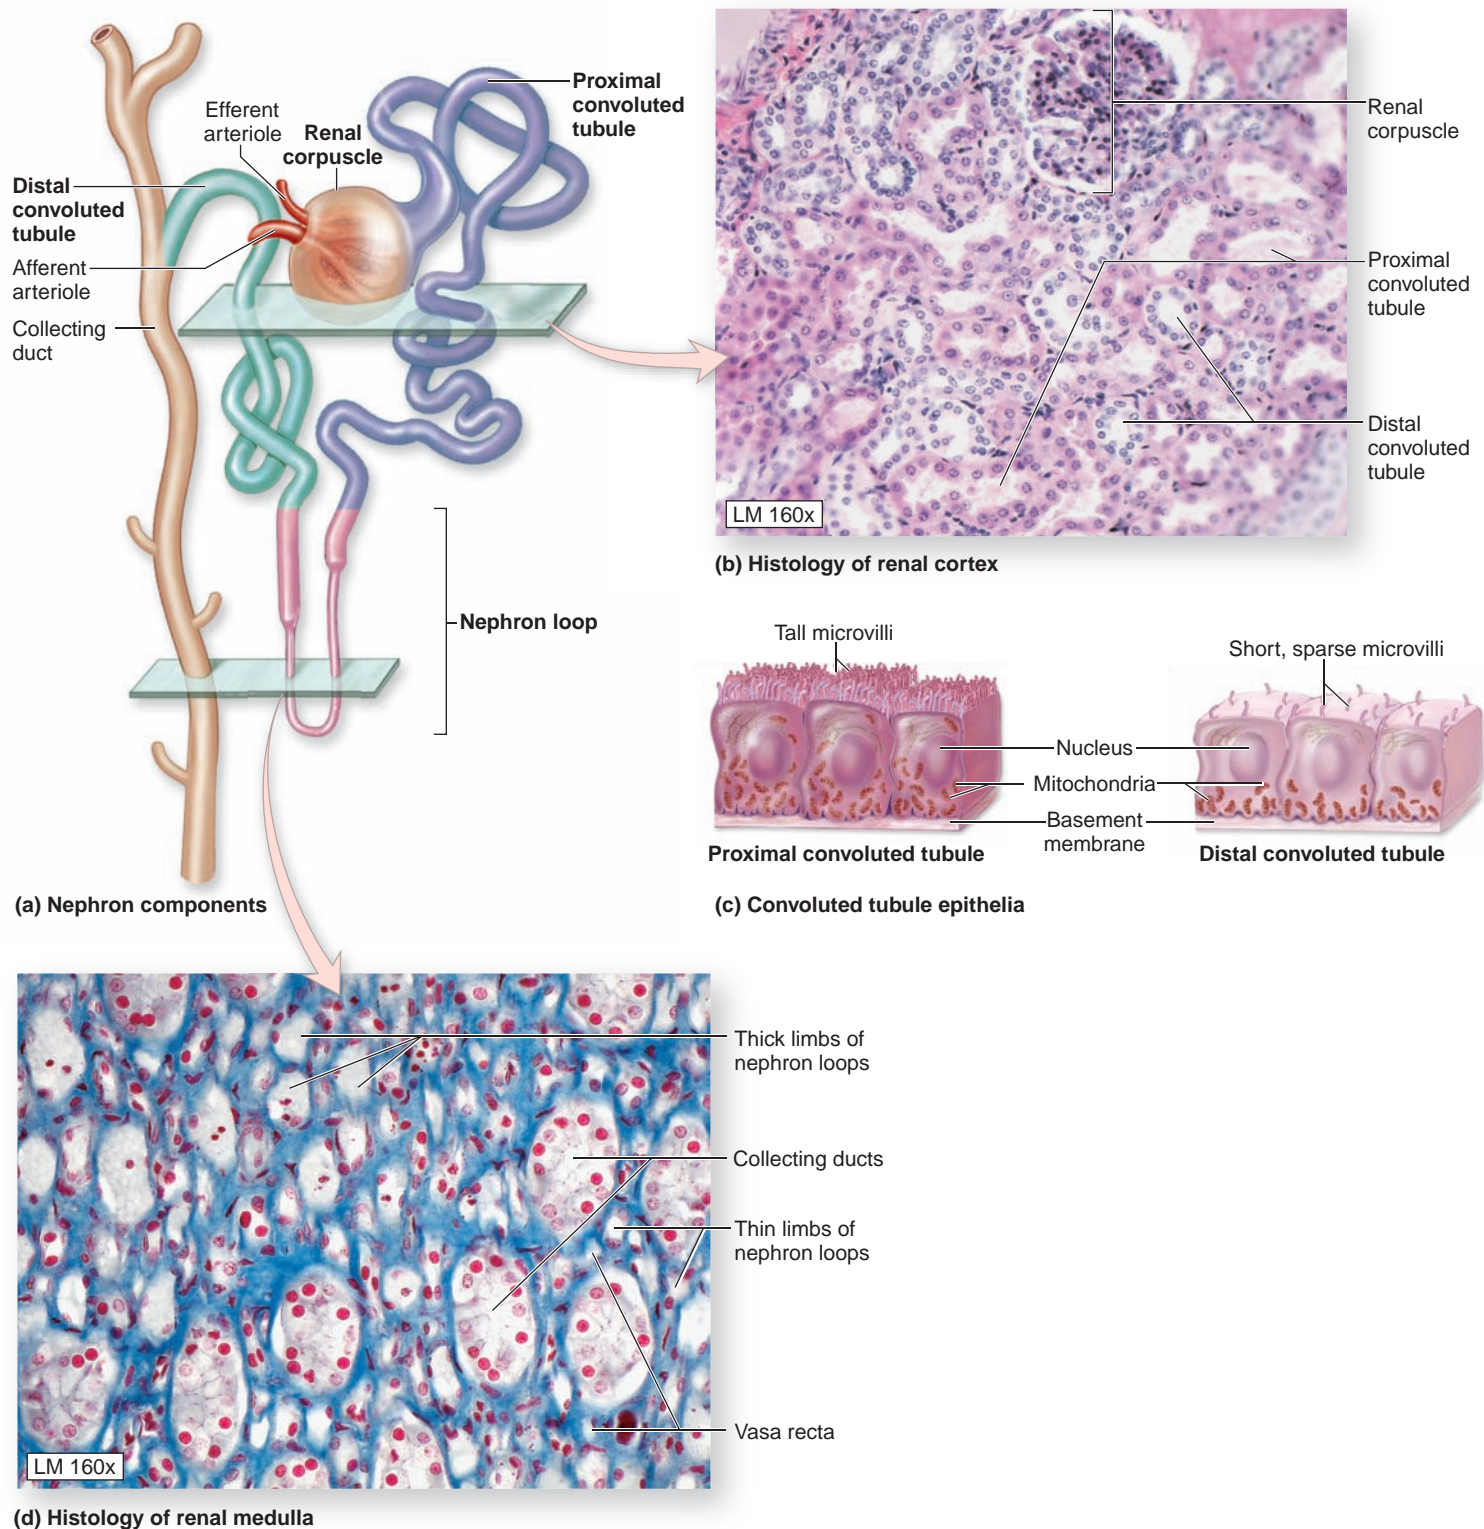 Proximal
convoluted
tubule
Efferent
arteriole
Renal
corpuscle
Distal
convoluted
tubule
Afferent
arteriole
Collecting
duct
Nephron loop
(a) Nephron components
Renal
corpuscle
Proximal
convoluted
tubule
Distal
convoluted
tubule
LM 160x
(b) Histology of renal cortex
Tall microvilli
Short, sparse microvilli
Nucleus
Mitochondria
Basement
membrane
Proximal convoluted tubule
Distal convoluted tubule
(c) Convoluted tubule epithelia
Thick limbs of
nephron loops
Collecting ducts
Thin limbs of
nephron loops
Vasa recta
LM 160x
(d) Histology of renal medulla